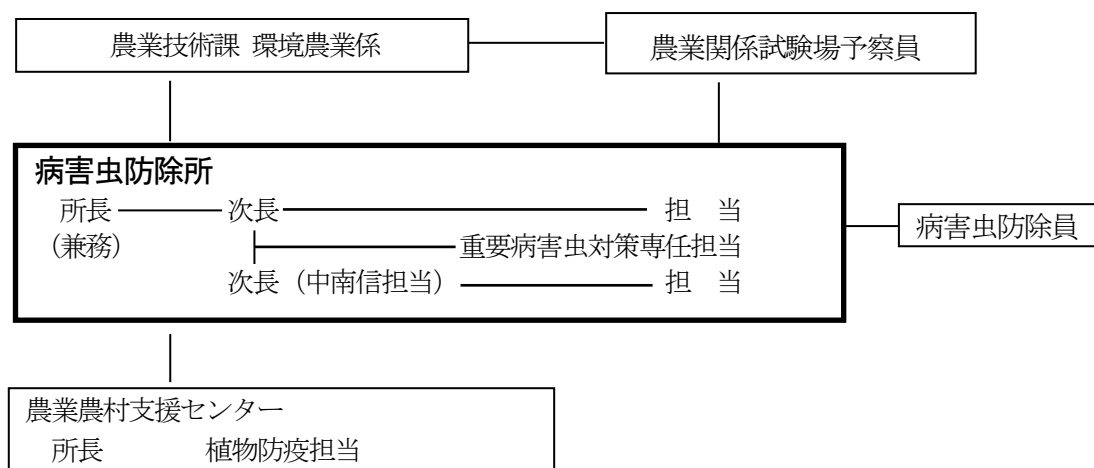 農業技術課 環境農業係
農業関係試験場予察員
病害虫防除所
所長 次長 担 当
(兼務) 重要病害虫対策専任担当
次長（中南信担当） 担 当
病害虫防除員
農業農村支援センター
所長 植物防疫担当